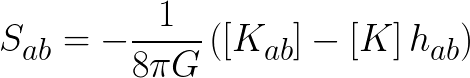 S_{ab} = -\frac{1}{8\pi G} \left( [K_{ab}] - [K] \, h_{ab} \right)